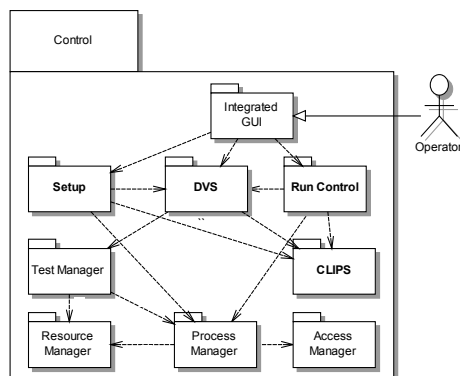 Control
Integrated
GUI
Operator
Setup
DVS
Run Control
Test Manager
CLIPS
Resource
Manager
Process
Manager
Access
Manager